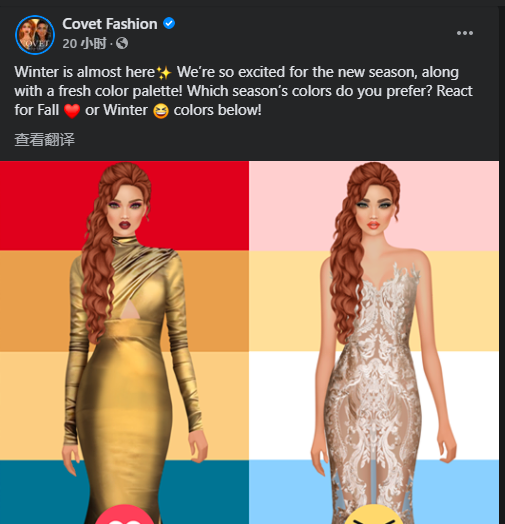 Covet Fashion
20 小时
Winter is almost here✨ We're so excited for the new season, along
with a fresh color palette! Which season's colors do you prefer? React
for Fall ❤️ or Winter 😆 colors below!
查看翻译
COVET